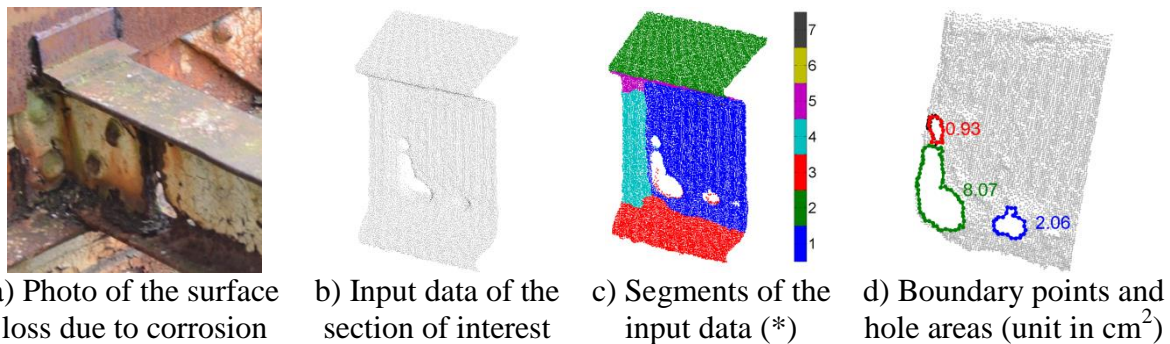 7
6
5
4
3
2
1
0.93
8.07
2.06
) Photo of the surface loss due to corrosion
b) Input data of the section of interest
c) Segments of the input data (*)
d) Boundary points and hole areas (unit in cm²)